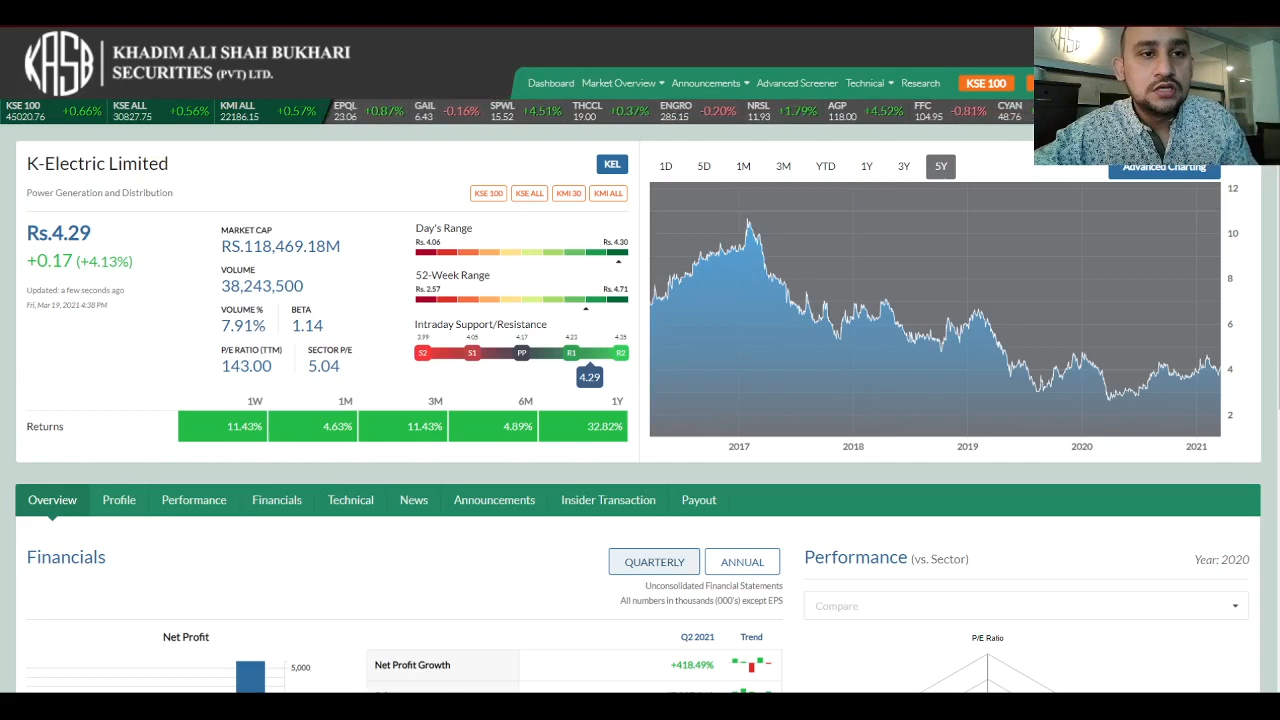 KASB
KHADIM ALI SHAH BUKHARI
SECURITIES (PVT) LTD.
Dashboard Market Overview Announcements Advanced Screener Technical Research KSE 100
KSE 100 +0.66% KSE ALL +0.56% KMI ALL +0.57% EPQL +0.87% GAIL -0.16% SPWL +4.51% THCCL +0.37% ENGRO -0.20% NRSL +1.79% AGP +4.52% FFC -0.81% CYAN
45020.76 30827.75 22186.15 23.06 6.43 15.52 19.00 285.15 11.93 118.00 104.95 48.76
K-Electric Limited KEL
Power Generation and Distribution KSE 100 KSE ALL KMI 30 KMI ALL
Rs.4.29
+0.17 (+4.13%)
Updated: a few seconds ago
Fri, Mar 19, 2021 4:38 PM
MARKET CAP
RS.118,469.18M
VOLUME
38,243,500
VOLUME % BETA
7.91% 1.14
P/E RATIO (TTM) SECTOR P/E
143.00 5.04
Day's Range
Rs. 4.06 Rs. 4.30
52-Week Range
Rs. 2.57 Rs. 4.71
Intraday Support/Resistance
3.99 4.05 4.17 4.23 4.35
S2 S1 PP R1 R2
4.29
1W 1M 3M 6M 1Y
Returns 11.43% 4.63% 11.43% 4.89% 32.82%
1D 5D 1M 3M YTD 1Y 3Y 5Y Advanced Charting
12
10
8
6
4
2
2017 2018 2019 2020 2021
Overview Profile Performance Financials Technical News Announcements Insider Transaction Payout
Financials QUARTERLY ANNUAL
Unconsolidated Financial Statements
All numbers in thousands (000's) except EPS
Net Profit
5,000
Q2 2021 Trend
Net Profit Growth +418.49%
Performance (vs. Sector) Year: 2020
Compare
P/E Ratio